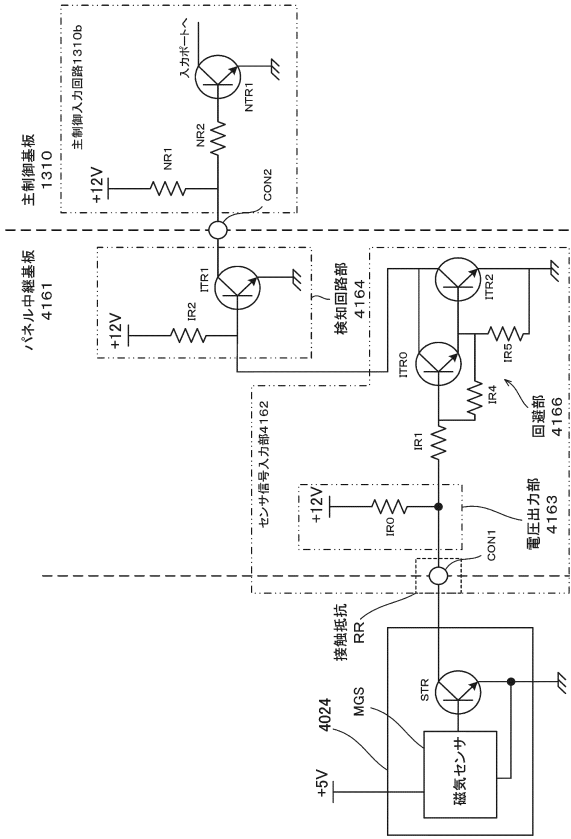 主制御基板
1310
主制御入力回路1310b
+12V
NR1
NR2
NTR1
入力ポートへ
CON2
パネル中継基板
4161
+12V
IR2
ITR1
検知回路部
4164
センサ信号入力部4162
ITR0
ITR2
IR1
IR4
IR5
回避部
4166
+12V
IR0
電圧出力部
4163
CON1
接触抵抗
RR
4024
MGS
STR
+5V
磁気センサ